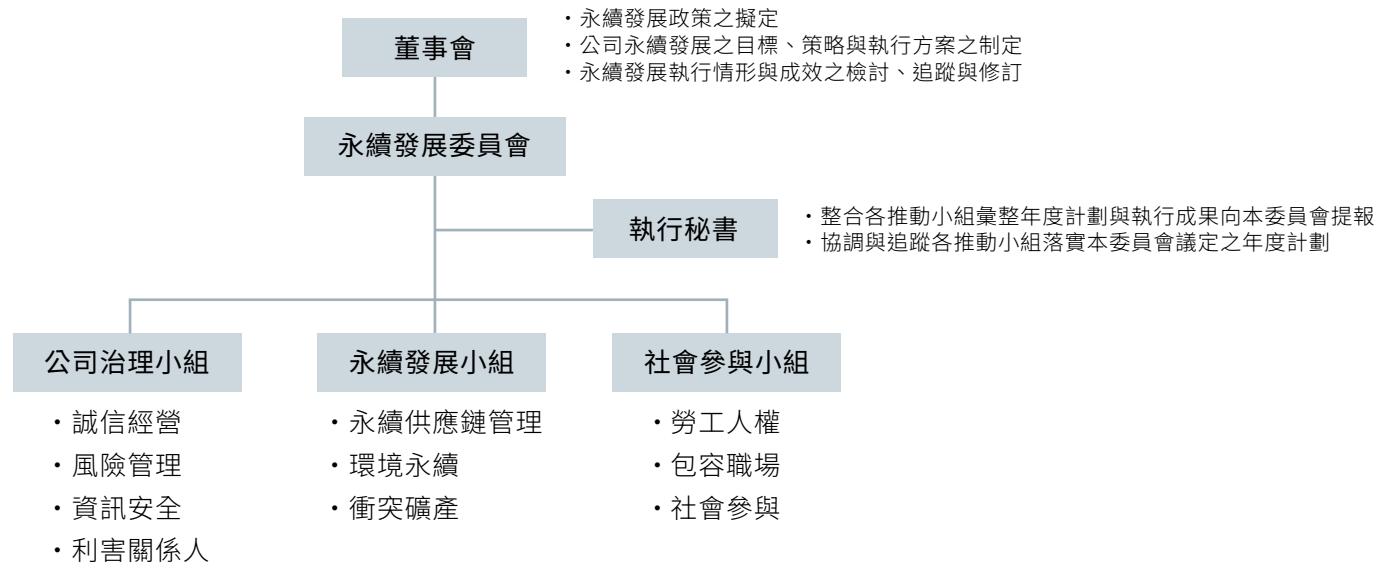 董事會
・永續發展政策之擬定
・公司永續發展之目標、策略與執行方案之制定
・永續發展執行情形與成效之檢討、追蹤與修訂
永續發展委員會
執行秘書
・整合各推動小組彙整年度計劃與執行成果向本委員會提報
・協調與追蹤各推動小組落實本委員會議定之年度計劃
公司治理小組
・誠信經營
・風險管理
・資訊安全
・利害關係人
永續發展小組
・永續供應鏈管理
・環境永續
・衝突礦產
社會參與小組
・勞工人權
・包容職場
・社會參與